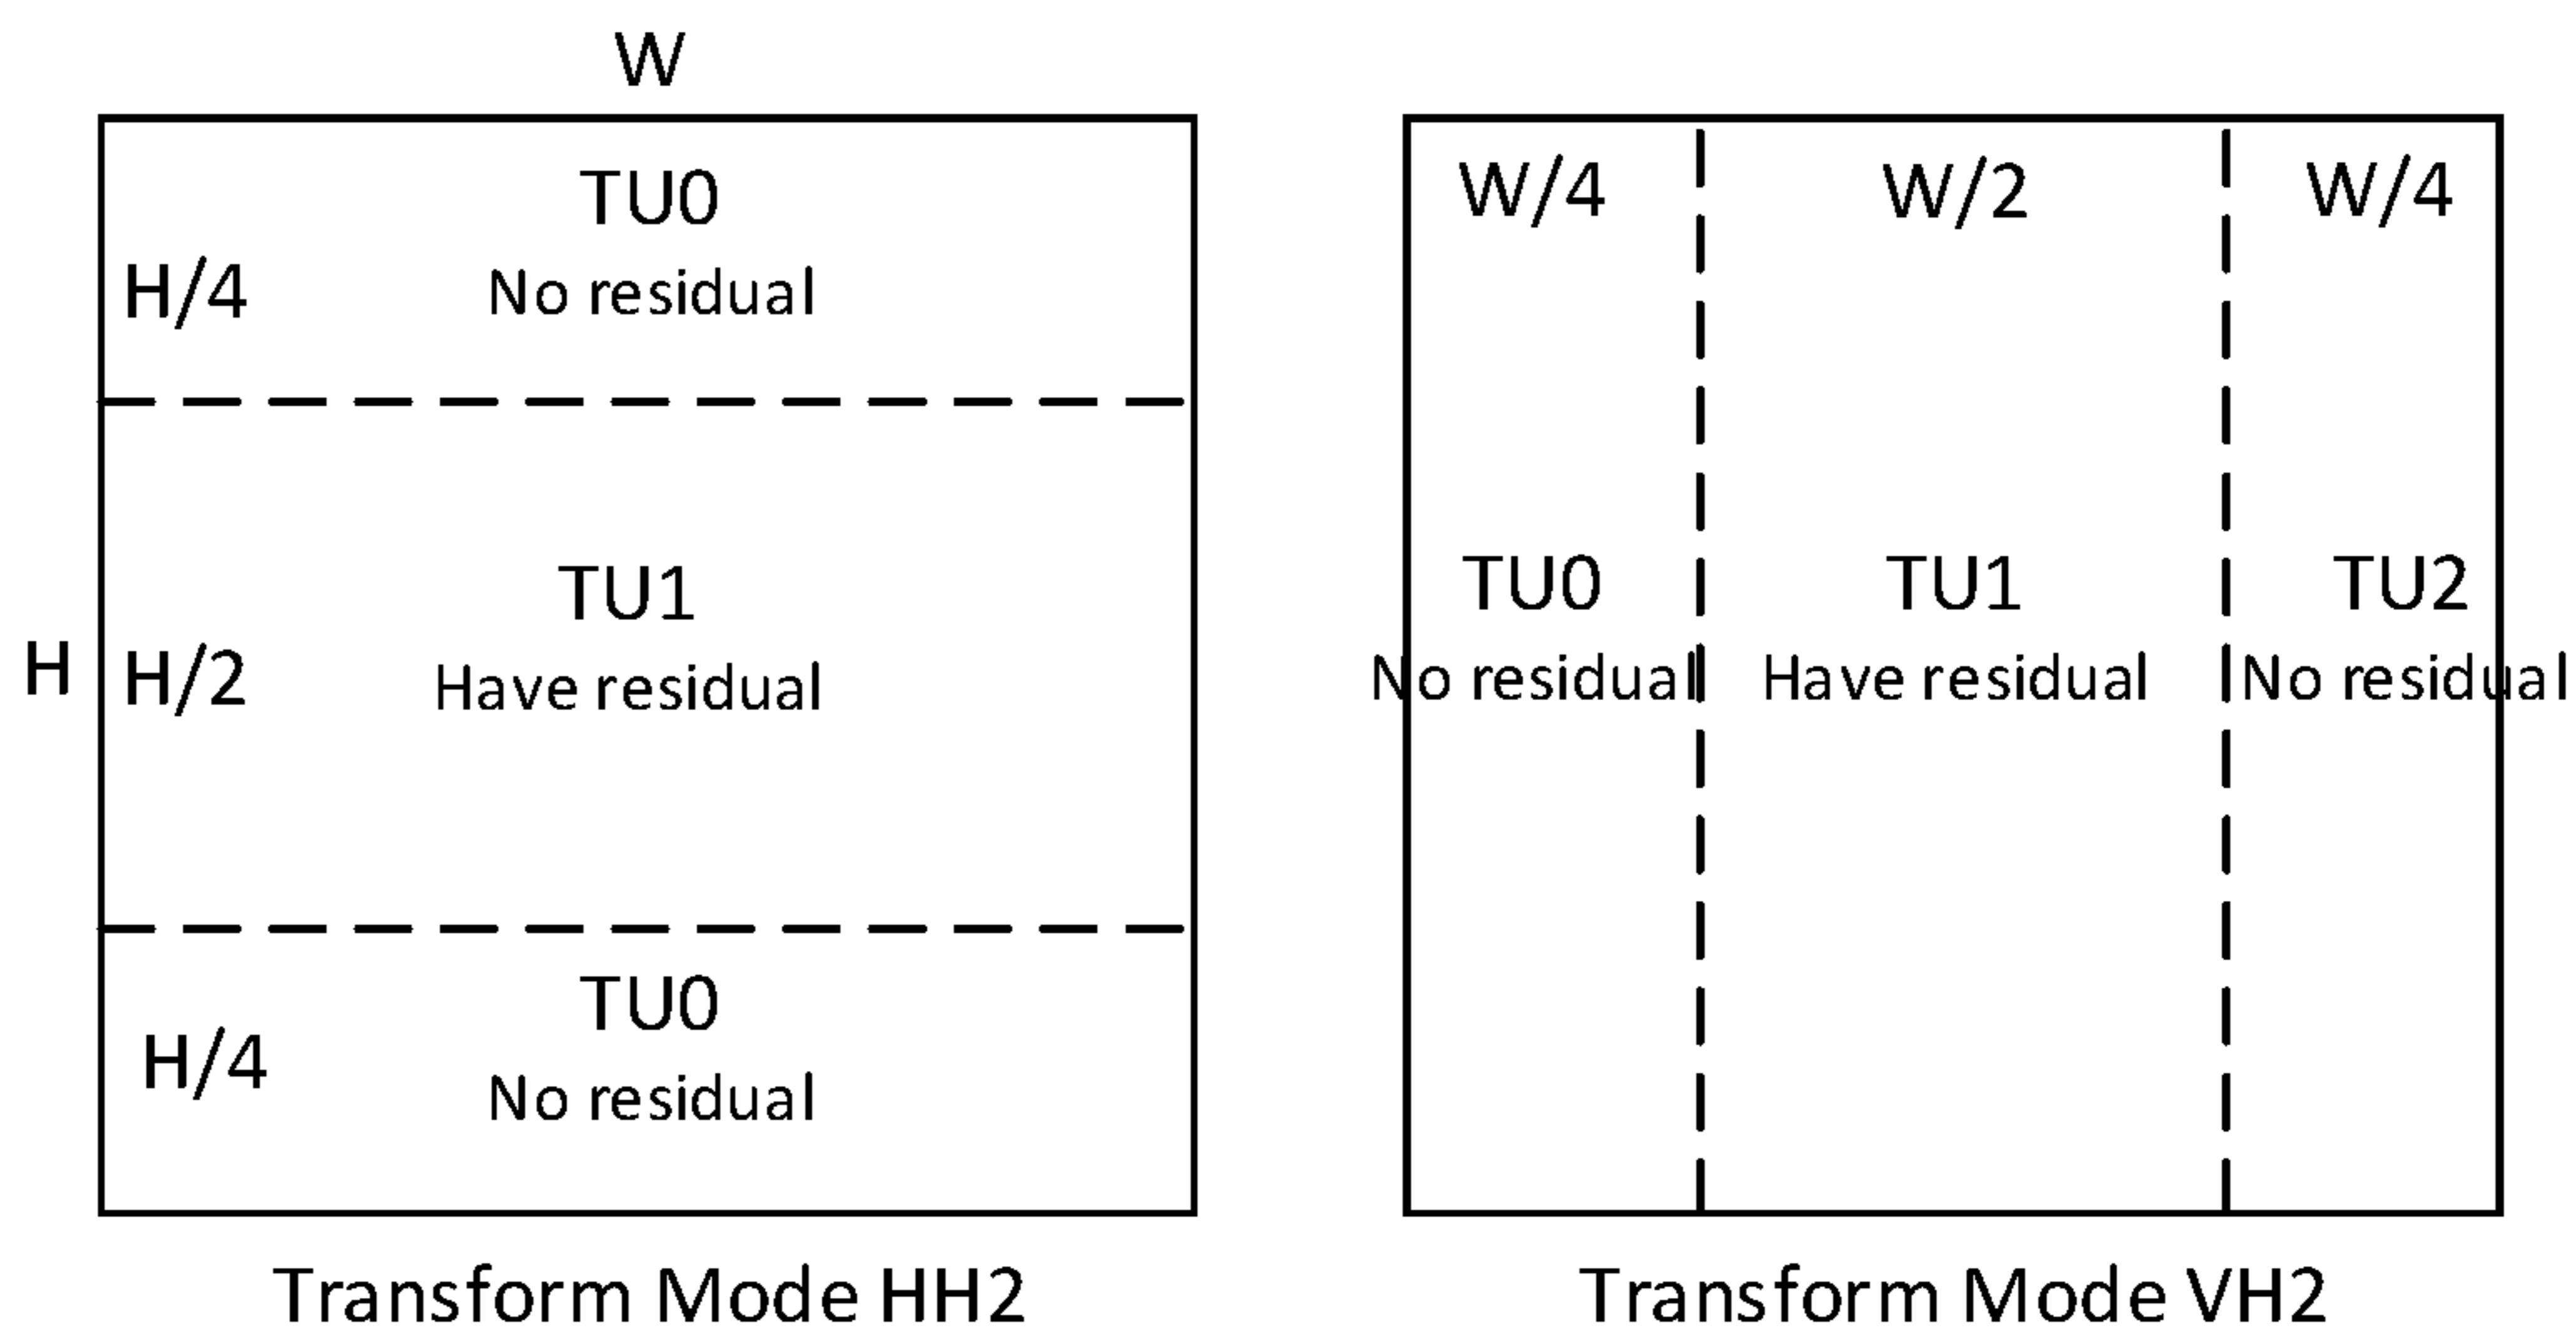 W
TU0
H/4
No residual
TU1
H
H/2
Have residual
TU0
H/4
No residual
Transform Mode HH2
W/4
W/2
W/4
TU0
TU1
TU2
No residual
Have residual
No residual
Transform Mode VH2